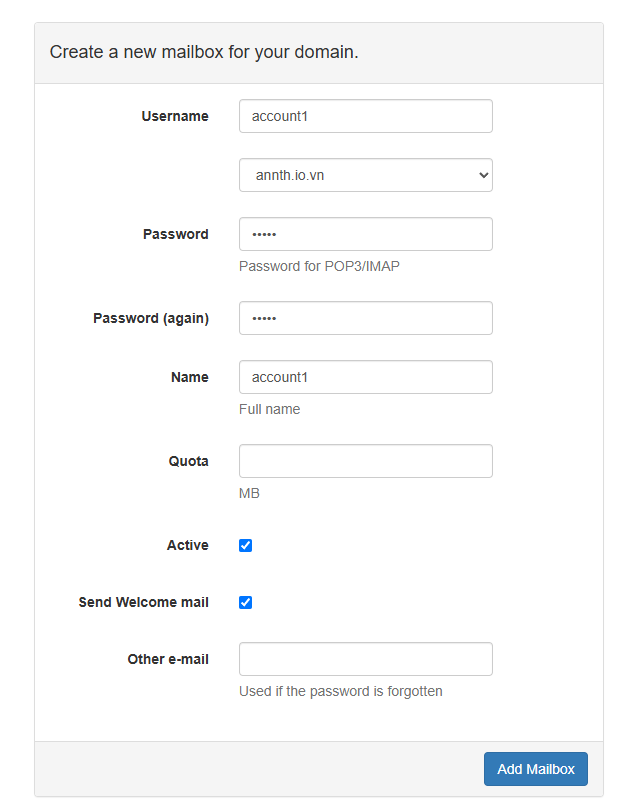 Create a new mailbox for your domain.
Username account1
annth.io.vn
Password •••••
Password for POP3/IMAP
Password (again) •••••
Name account1
Full name
Quota
MB
Active
Send Welcome mail
Other e-mail
Used if the password is forgotten
Add Mailbox